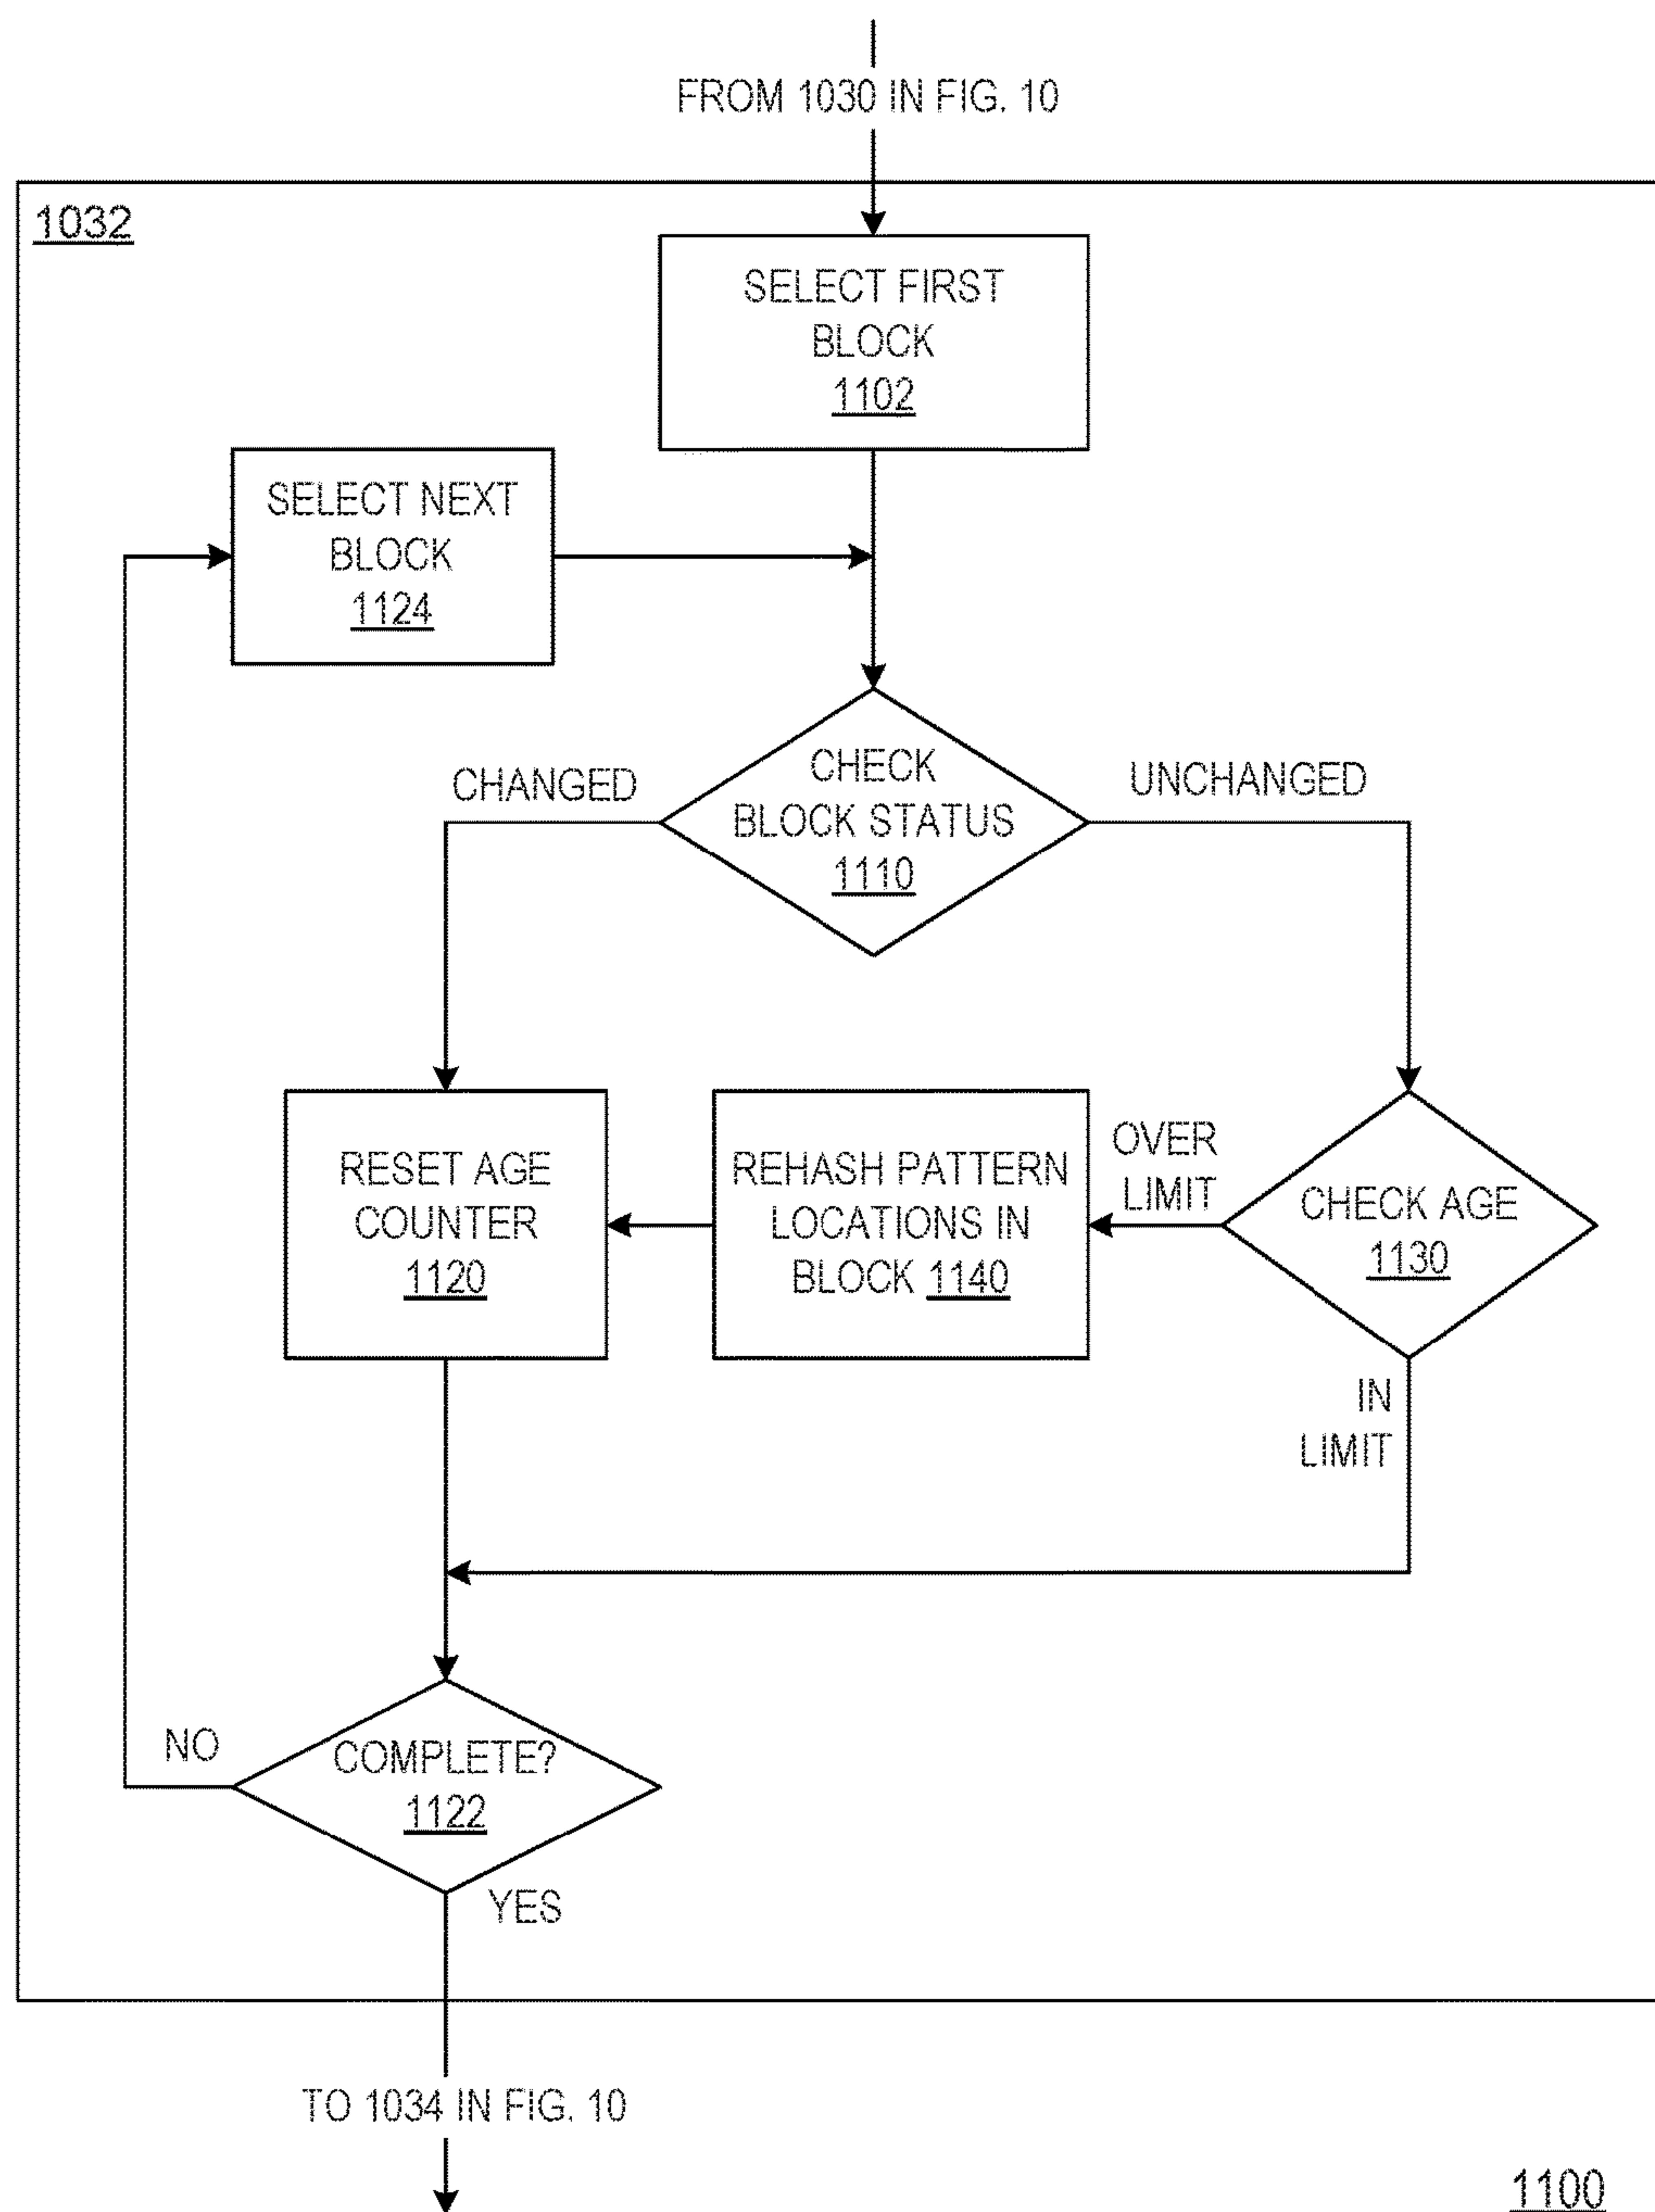 FROM 1030 IN FIG. 10
1032
SELECT FIRST
BLOCK
1102
SELECT NEXT
BLOCK
1124
CHANGED
CHECK
BLOCK STATUS
1110
UNCHANGED
RESET AGE
COUNTER
1120
REHASH PATTERN
LOCATIONS IN
BLOCK 1140
OVER
LIMIT
CHECK AGE
1130
IN
LIMIT
NO
COMPLETE?
1122
YES
TO 1034 IN FIG. 10
1100